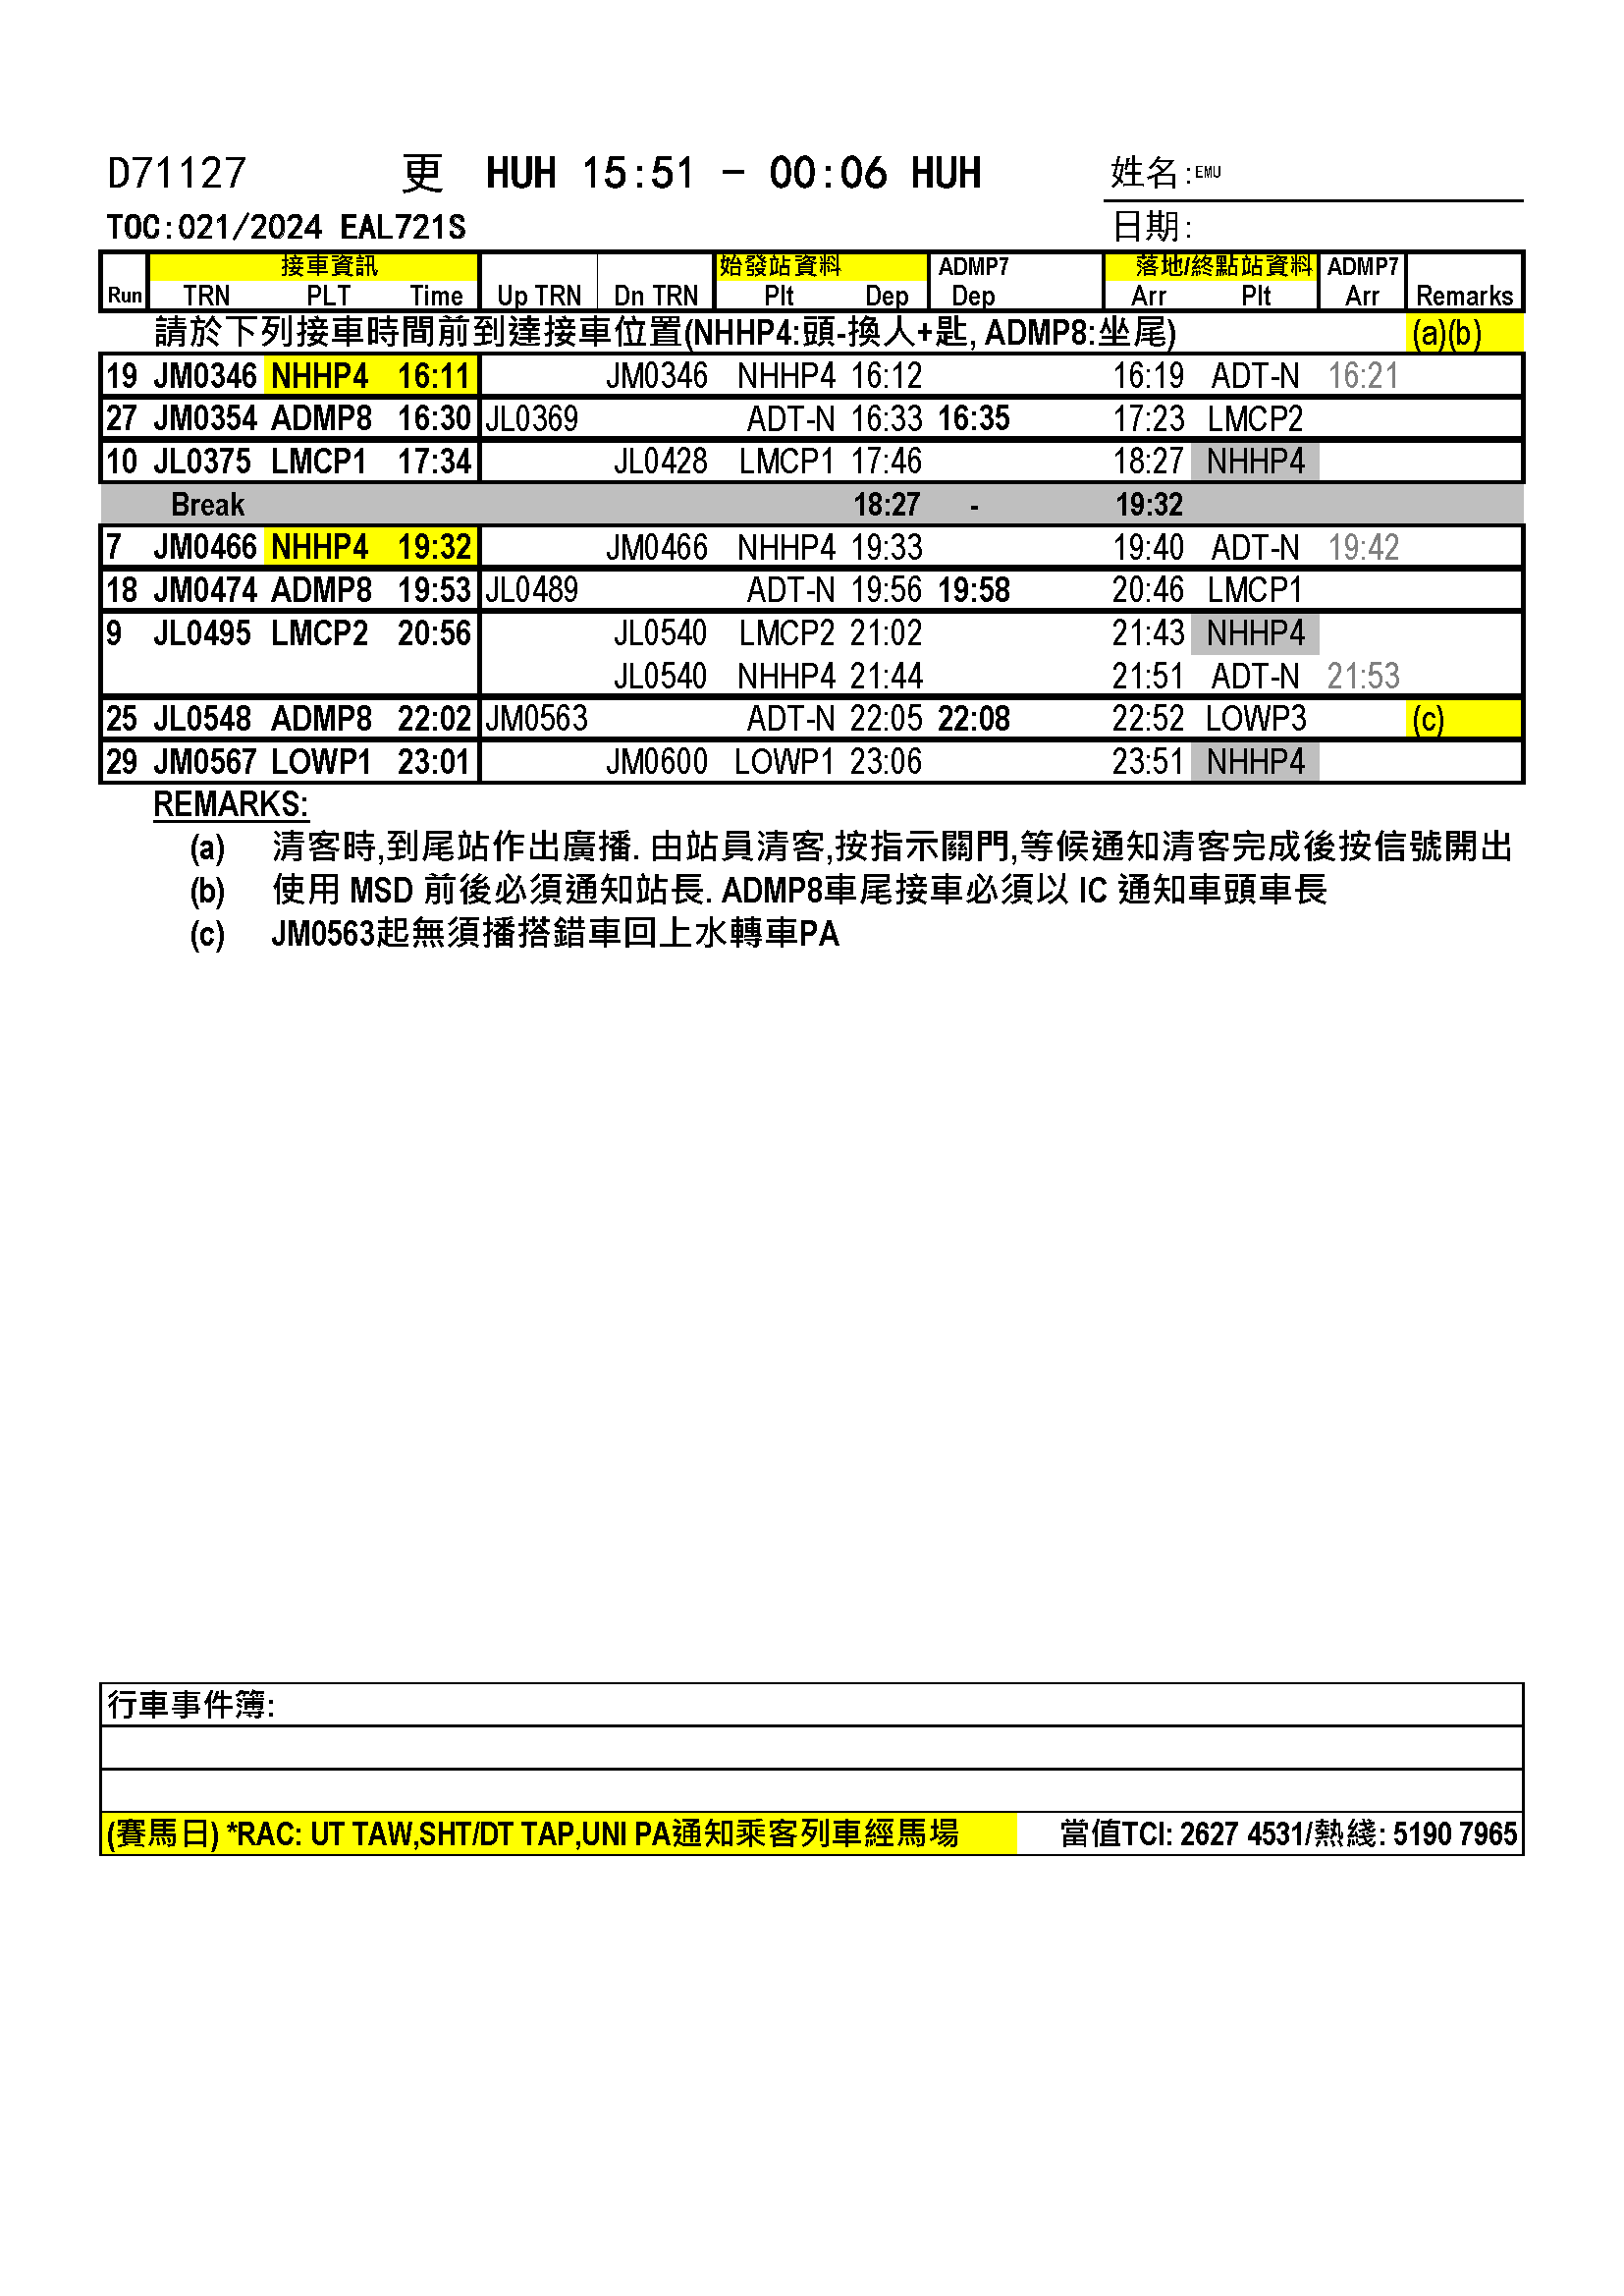 D71127 更 HUH 15:51 - 00:06 HUH 姓名:EMU
TOC:021/2024 EAL721S 日期:
接車資訊 始發站資料 ADMP7 落地/終點站資料 ADMP7
Run TRN PLT Time Up TRN Dn TRN Plt Dep Dep Arr Plt Arr Remarks
請於下列接車時間前到達接車位置(NHHP4:頭-換人+匙, ADMP8:坐尾) (a)(b)
19 JM0346 NHHP4 16:11 JM0346 NHHP4 16:12 16:19 ADT-N 16:21
27 JM0354 ADMP8 16:30 JL0369 ADT-N 16:33 16:35 17:23 LMCP2
10 JL0375 LMCP1 17:34 JL0428 LMCP1 17:46 18:27 NHHP4
Break 18:27 - 19:32
7 JM0466 NHHP4 19:32 JM0466 NHHP4 19:33 19:40 ADT-N 19:42
18 JM0474 ADMP8 19:53 JL0489 ADT-N 19:56 19:58 20:46 LMCP1
9 JL0495 LMCP2 20:56 JL0540 LMCP2 21:02 21:43 NHHP4
JL0540 NHHP4 21:44 21:51 ADT-N 21:53
25 JL0548 ADMP8 22:02 JM0563 ADT-N 22:05 22:08 22:52 LOWP3 (c)
29 JM0567 LOWP1 23:01 JM0600 LOWP1 23:06 23:51 NHHP4
REMARKS:
(a) 清客時,到尾站作出廣播. 由站員清客,按指示關門,等候通知清客完成後按信號開出
(b) 使用 MSD 前後必須通知站長. ADMP8車尾接車必須以 IC 通知車頭車長
(c) JM0563起無須播搭錯車回上水轉車PA
行車事件簿:
(賽馬日) *RAC: UT TAW,SHT/DT TAP,UNI PA通知乘客列車經馬場 當值TCI: 2627 4531/熱綫: 5190 7965